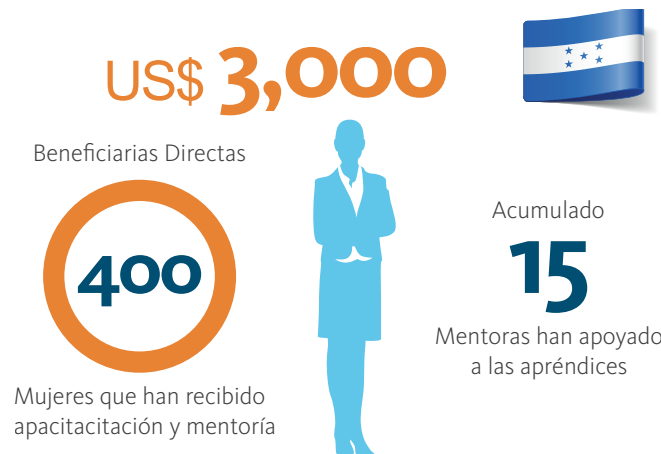 US$ 3,000
Beneficiarias Directas
400
Mujeres que han recibido
apacitacitación y mentoría
Acumulado
15
Mentoras han apoyado
a las apréndices